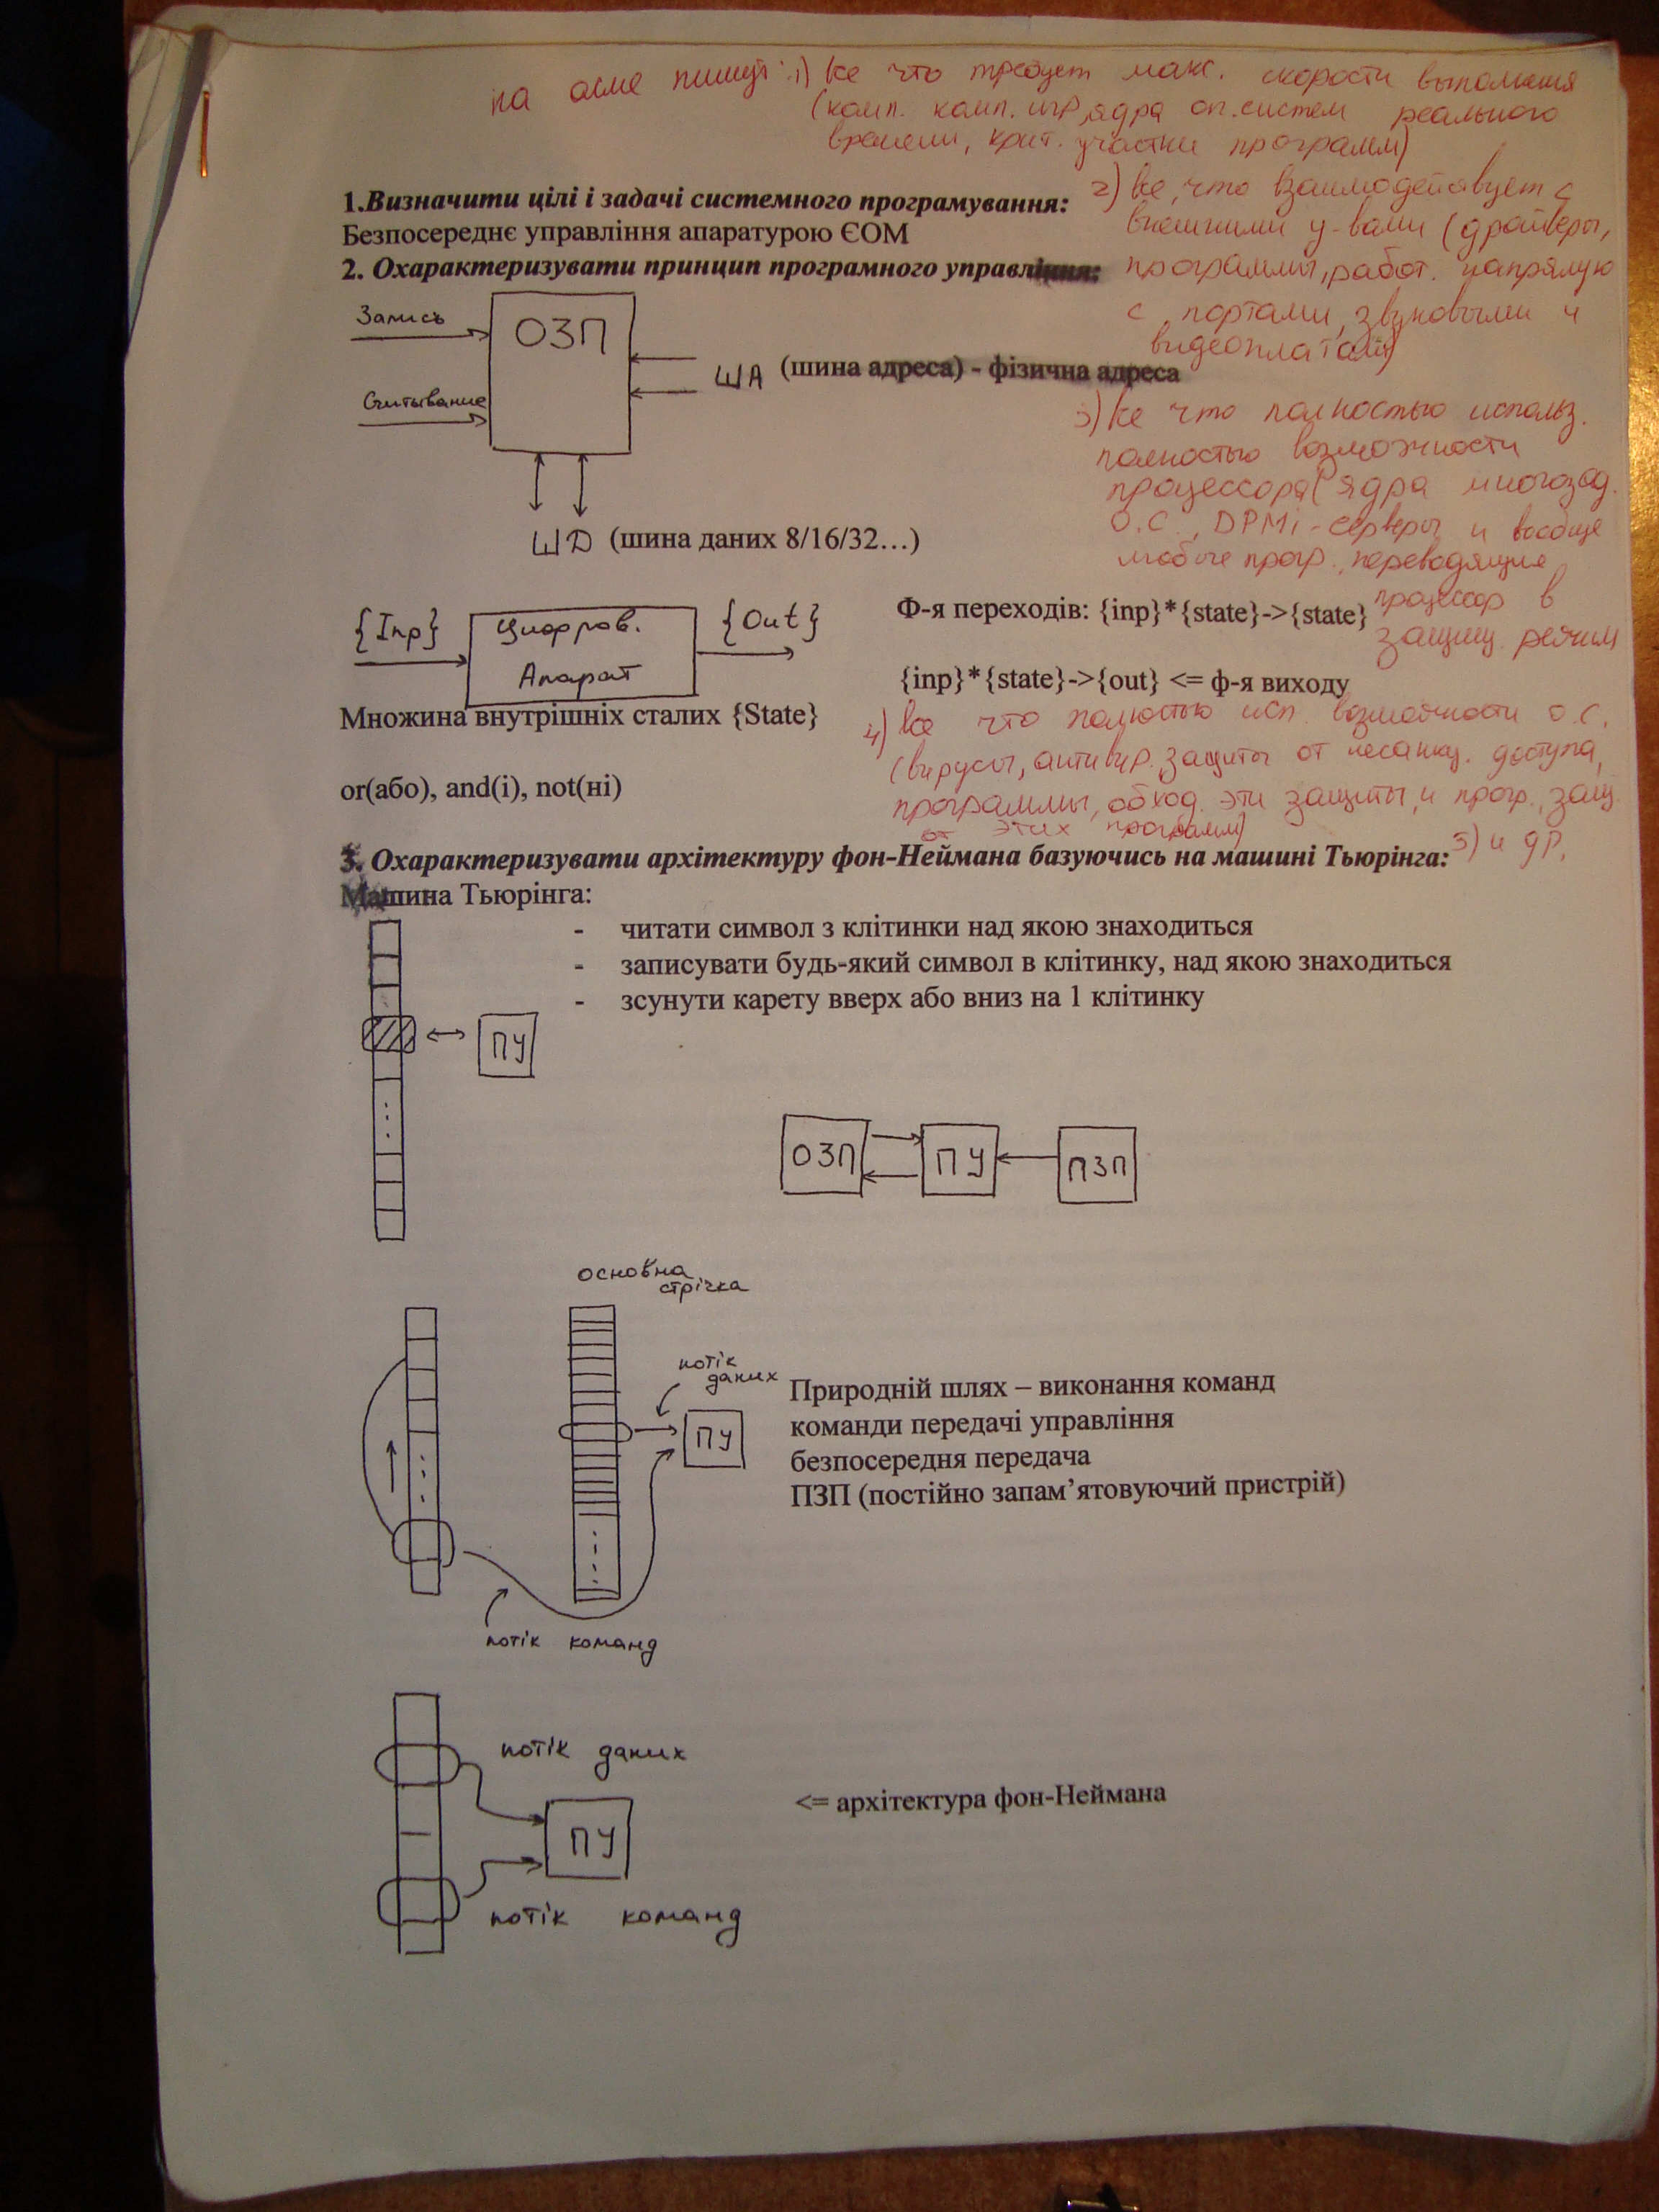 на асме пишут: 1) все что требует макс. скорости выполнения
(комп. комп. игр, ядра оп.систем реального
времени, крит. участки программ)
1.Визначити цілі і задачі системного програмування:
Безпосереднє управління апаратурою ЄОМ
2. Охарактеризувати принцип програмного управління:
2) все, что взаимодействует с
внешними у-вами (драйверы,
программы, работ. напрямую
с портами, звуковыми и
видеоплатами)
Запись
ОЗП
Считывание
ША (шина адреса) - фізична адреса
ШД (шина даних 8/16/32…)
3) все что полностью использ.
полностью возможности
процессора (ядра многозад.
О.С., DPMi-серверы и вообще
любые прогр., переводящие
процессор в
защищ. режим
{Inp}
Цифров.
Апарат
{Out}
Ф-я переходів: {inp}*{state}->{state}
{inp}*{state}->{out} <= ф-я виходу
Множина внутрішніх сталих {State}
4) все что полностью исп. возможности о.с.
(вирусы, антивир. защиты от несанкц. доступа,
программы, обход. эти защиты, и прогр., защ.
от этих программ)
or(або), and(і), not(ні)
3. Охарактеризувати архітектуру фон-Неймана базуючись на машині Тьюрінга:
5) и др.
Машина Тьюрінга:
- читати символ з клітинки над якою знаходиться
- записувати будь-який символ в клітинку, над якою знаходиться
- зсунути карету вверх або вниз на 1 клітинку
ПУ
ОЗП
ПУ
ПЗП
основна
стрічка
потік
даних
ПУ
Природній шлях – виконання команд
команди передачі управління
безпосередня передача
ПЗП (постійно запам’ятовуючий пристрій)
потік команд
потік даних
ПУ
<= архітектура фон-Неймана
потік команд